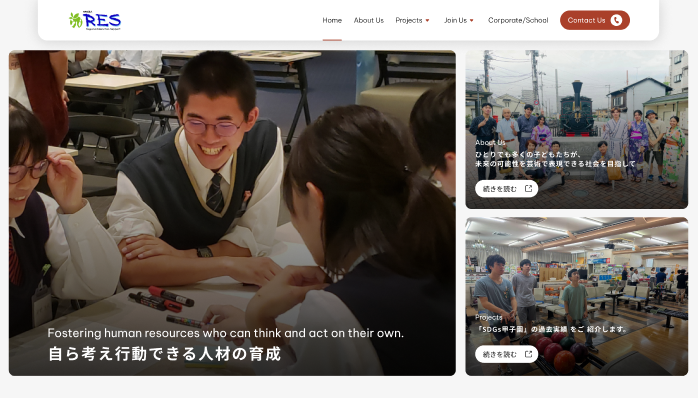 RES
Home
About Us
Projects
Join Us
Corporate/School
Contact Us
Fostering human resources who can think and act on their own.
自ら考え行動できる人材の育成
About Us
ひとりでも多くの子どもたちが、
未来の可能性を芸術で表現できる社会を目指して
続きを読む
Projects
「SDGs甲子園」の過去実績 をご 紹介します。
続きを読む